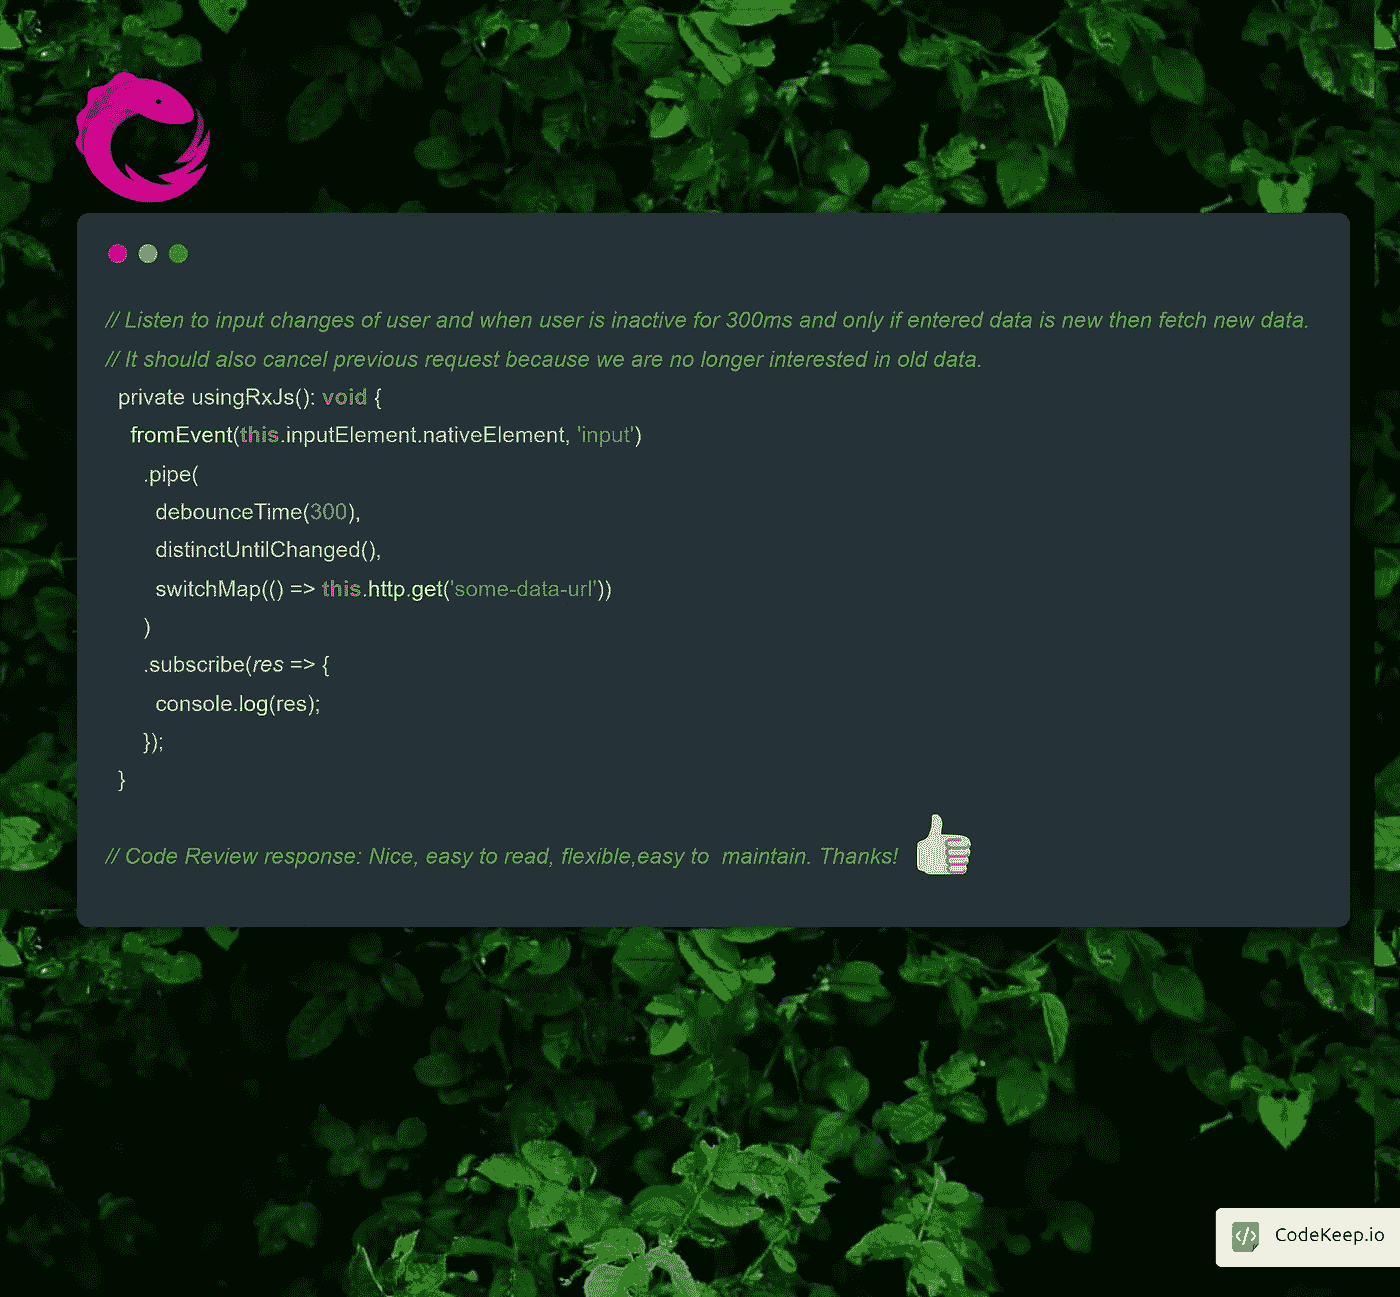 // Listen to input changes of user and when user is inactive for 300ms and only if entered data is new then fetch new data.
// It should also cancel previous request because we are no longer interested in old data.
private usingRxJs(): void {
fromEvent(this.inputElement.nativeElement, 'input')
.pipe(
debounceTime(300),
distinctUntilChanged(),
switchMap(() => this.http.get('some-data-url'))
)
.subscribe(res => {
console.log(res);
});
}
// Code Review response: Nice, easy to read, flexible,easy to  maintain. Thanks!
</> CodeKeep.io